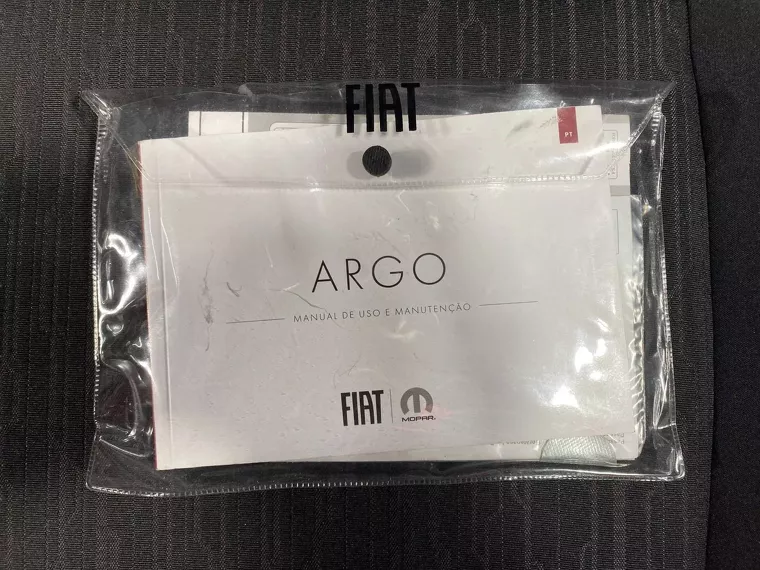 FIAT
PT
ARGO
MANUAL DE USO E MANUTENÇÃO
FIAT
MOPAR